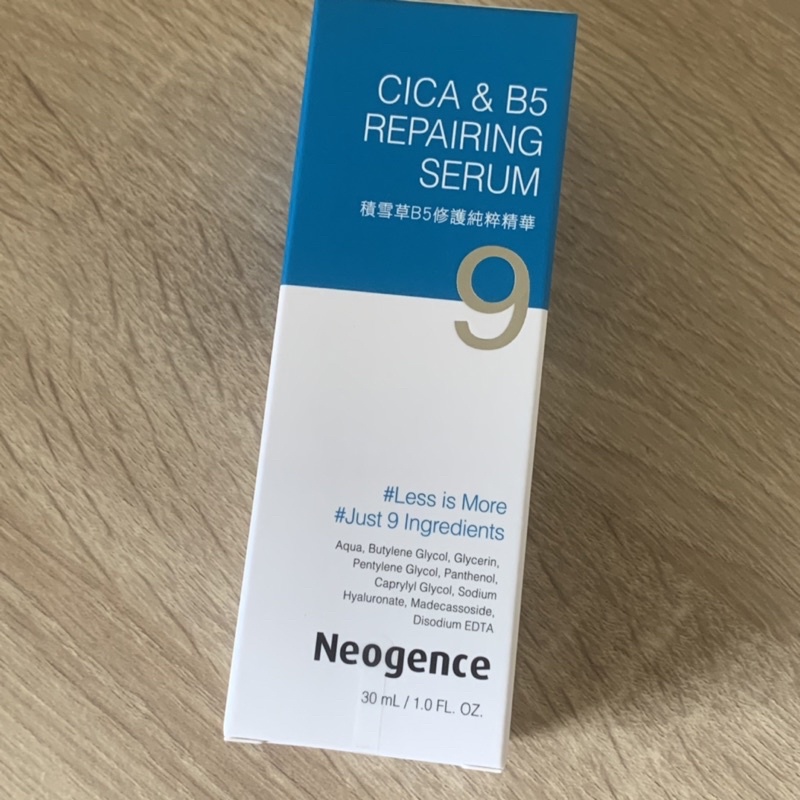 CICA & B5
REPAIRING
SERUM
積雪草B5修護純粹精華
9
#Less is More
#Just 9 Ingredients
Aqua, Butylene Glycol, Glycerin,
Pentylene Glycol, Panthenol,
Caprylyl Glycol, Sodium
Hyaluronate, Madecassoside,
Disodium EDTA
Neogence
30 mL / 1.0 FL. OZ.